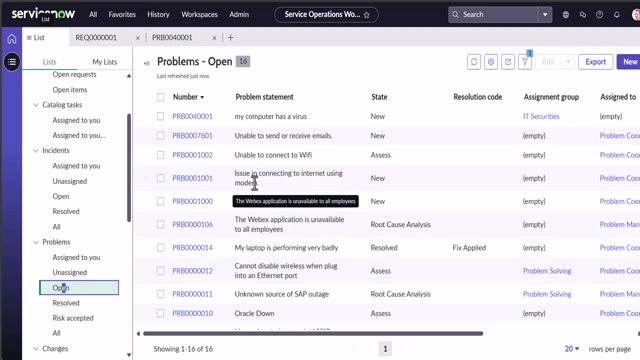 servicenow
All
Favorites
History
Workspaces
Admin
Service Operations Wo...
Search
List
List
REQ0000001
PRB0040001
Lists
My Lists
Open requests
Open items
Catalog tasks
Assigned to you
Assigned to you...
Incidents
Assigned to you
Unassigned
Open
Resolved
All
Problems
Assigned to you
Unassigned
Open
Resolved
Risk accepted
All
Changes
Problems - Open
16
Last refreshed just now
1
Edit
Export
New
Number
Problem statement
State
Resolution code
Assignment group
Assigned to
PRB0040001
my computer has a virus
New
IT Securities
(empty)
PRB0007601
Unable to send or receive emails.
New
(empty)
Problem Coo
PRB0001002
Unable to connect to Wifi
Assess
(empty)
Problem Coo
PRB0001001
Issue in connecting to internet using
modem.
New
(empty)
Problem Coo
PRB0001000
The Webex application is unavailable to all employees
New
(empty)
Problem Coo
PRB0000106
The Webex application is unavailable
to all employees
Root Cause Analysis
(empty)
Problem Man
PRB0000014
My laptop is performing very badly
Resolved
Fix Applied
(empty)
Problem Coo
PRB0000012
Cannot disable wireless when plug
into an Ethernet port
Assess
Problem Solving
Problem Coo
PRB0000011
Unknown source of SAP outage
Root Cause Analysis
Problem Solving
Problem Man
PRB0000010
Oracle Down
Assess
(empty)
Problem Coo
Showing 1-16 of 16
1
20
rows per page